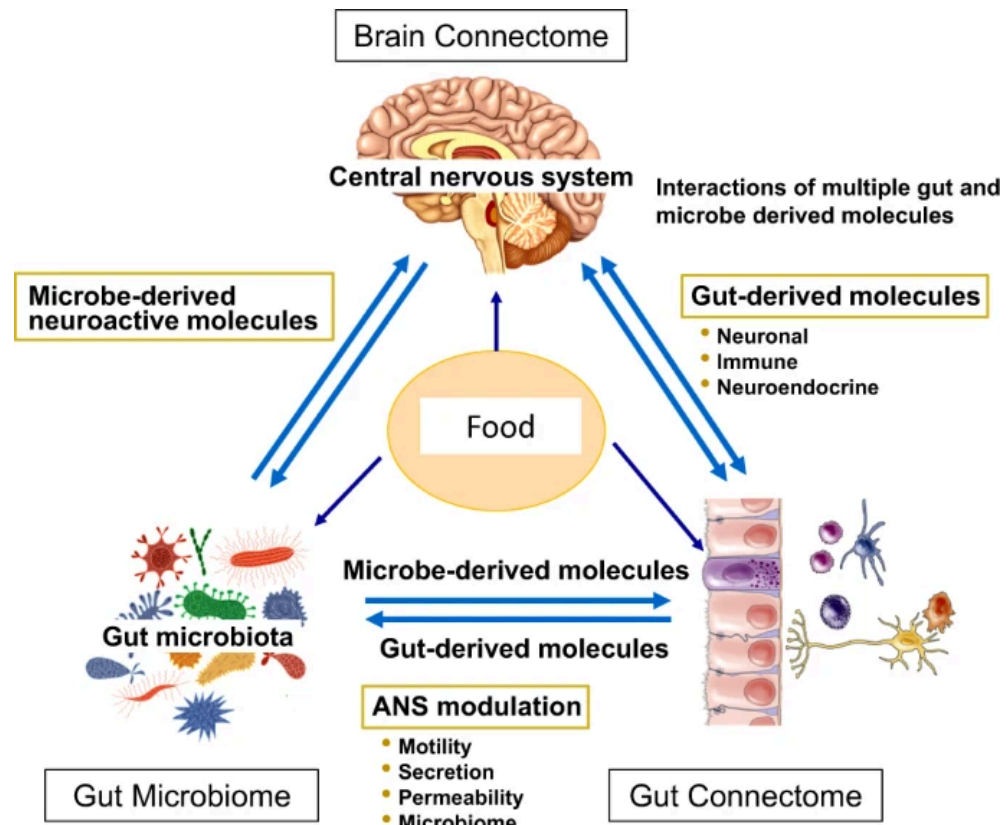 Brain Connectome
Central nervous system
Interactions of multiple gut and
microbe derived molecules
Microbe-derived
neuroactive molecules
Gut-derived molecules
• Neuronal
• Immune
• Neuroendocrine
Food
Microbe-derived molecules
Gut microbiota
Gut-derived molecules
ANS modulation
• Motility
• Secretion
• Permeability
• Microbiome
Gut Microbiome
Gut Connectome